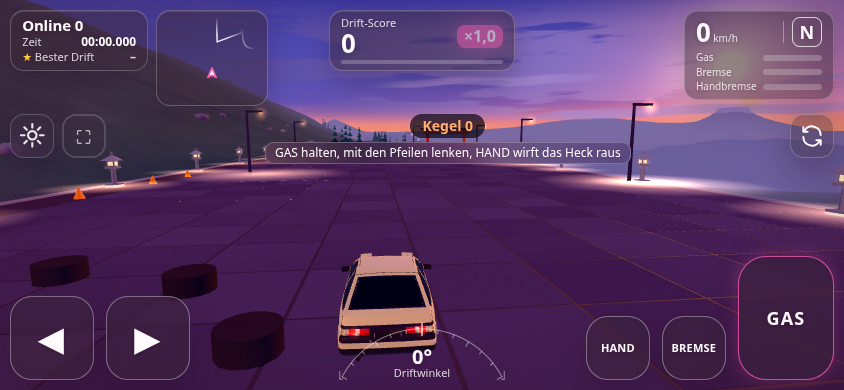 Online 0
Zeit 00:00.000
★ Bester Drift –
Drift-Score
0
×1,0
0 km/h
N
Gas
Bremse
Handbremse
Kegel 0
GAS halten, mit den Pfeilen lenken, HAND wirft das Heck raus
GAS
HAND
BREMSE
0°
Driftwinkel